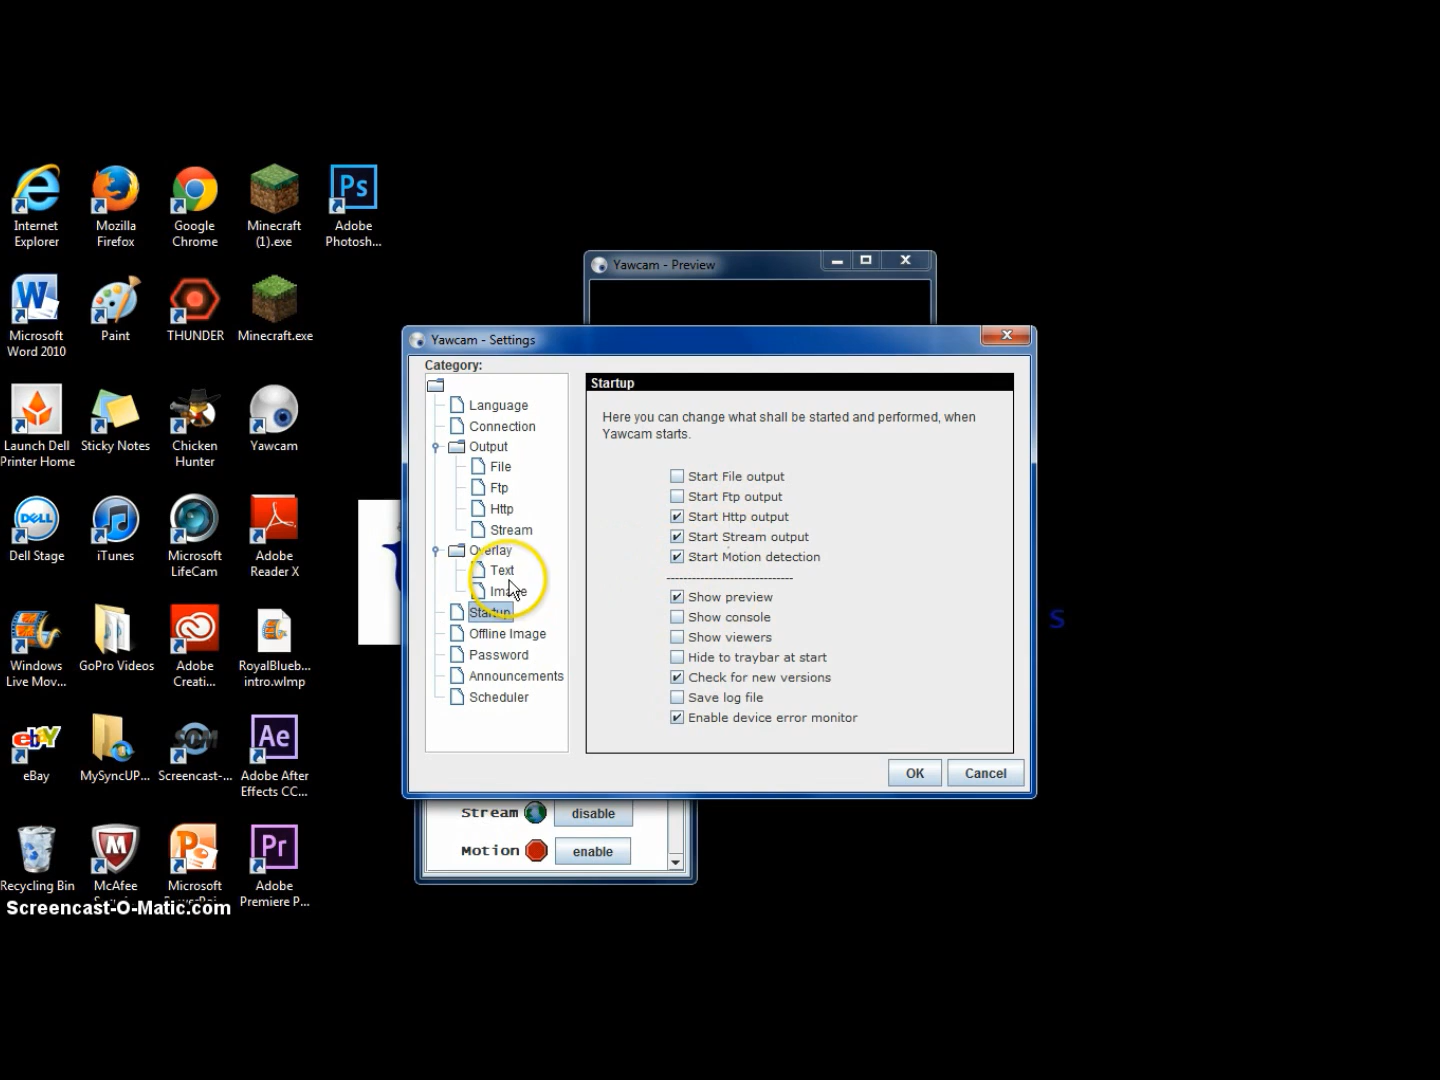 Internet
Explorer
Mozilla
Firefox
Google
Chrome
Minecraft
(1).exe
Ps
Adobe
Photosh...
Microsoft
Word 2010
Paint
THUNDER
Minecraft.exe
Launch Dell
Printer Home
Sticky Notes
Chicken
Hunter
Yawcam
DELL
Dell Stage
iTunes
Microsoft
LifeCam
Adobe
Reader X
Windows
Live Mov...
GoPro Videos
Adobe
Creati...
RoyalBlueb...
intro.wlmp
ebY
eBay
MySyncUP...
SCM
Screencast-...
Ae
Adobe After
Effects CC...
Recycling Bin
McAfee
Microsoft
Pr
Adobe
Premiere P...
Screencast-O-Matic.com
Yawcam - Preview
Yawcam - Settings
Category:
Language
Connection
Output
File
Ftp
Http
Stream
Overlay
Text
Image
Startup
Offline Image
Password
Announcements
Scheduler
Startup
Here you can change what shall be started and performed, when
Yawcam starts.
Start File output
Start Ftp output
Start Http output
Start Stream output
Start Motion detection
------------------------------
Show preview
Show console
Show viewers
Hide to traybar at start
Check for new versions
Save log file
Enable device error monitor
OK
Cancel
Stream
disable
Motion
enable
s